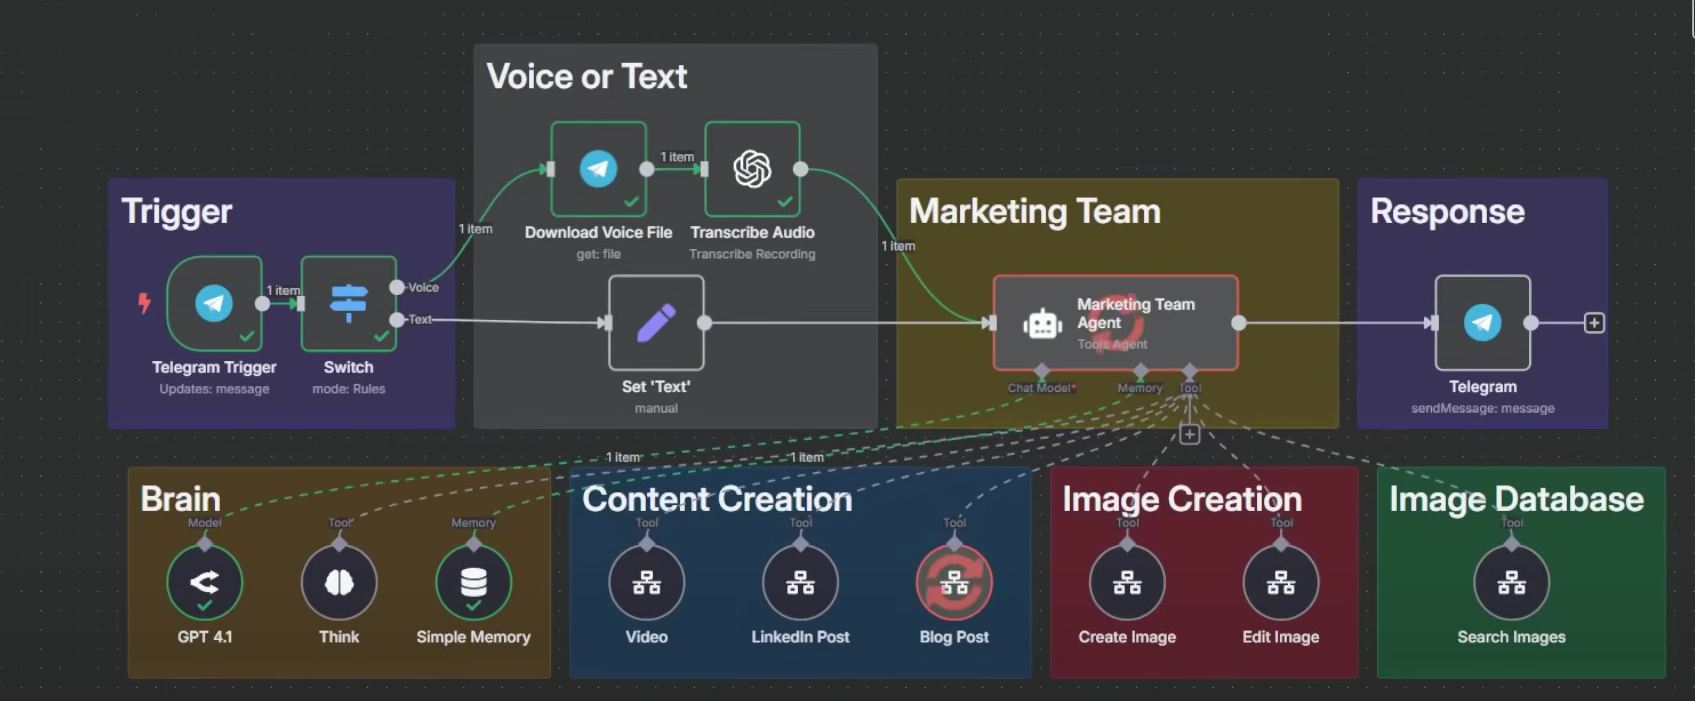 Voice or Text
1 item
Download Voice File
get: file
Transcribe Audio
Transcribe Recording
Trigger
1 item
Voice
Text
Telegram Trigger
Updates: message
Switch
mode: Rules
1 item
Set 'Text'
manual
1 item
Marketing Team
Marketing Team
Agent
Tools Agent
Chat Model*
Memory
Tool
Response
Telegram
sendMessage: message
1 item
1 item
Brain
Model
Tool
Memory
GPT 4.1
Think
Simple Memory
Content Creation
Tool
Tool
Tool
Video
LinkedIn Post
Blog Post
Image Creation
Tool
Tool
Create Image
Edit Image
Image Database
Tool
Search Images